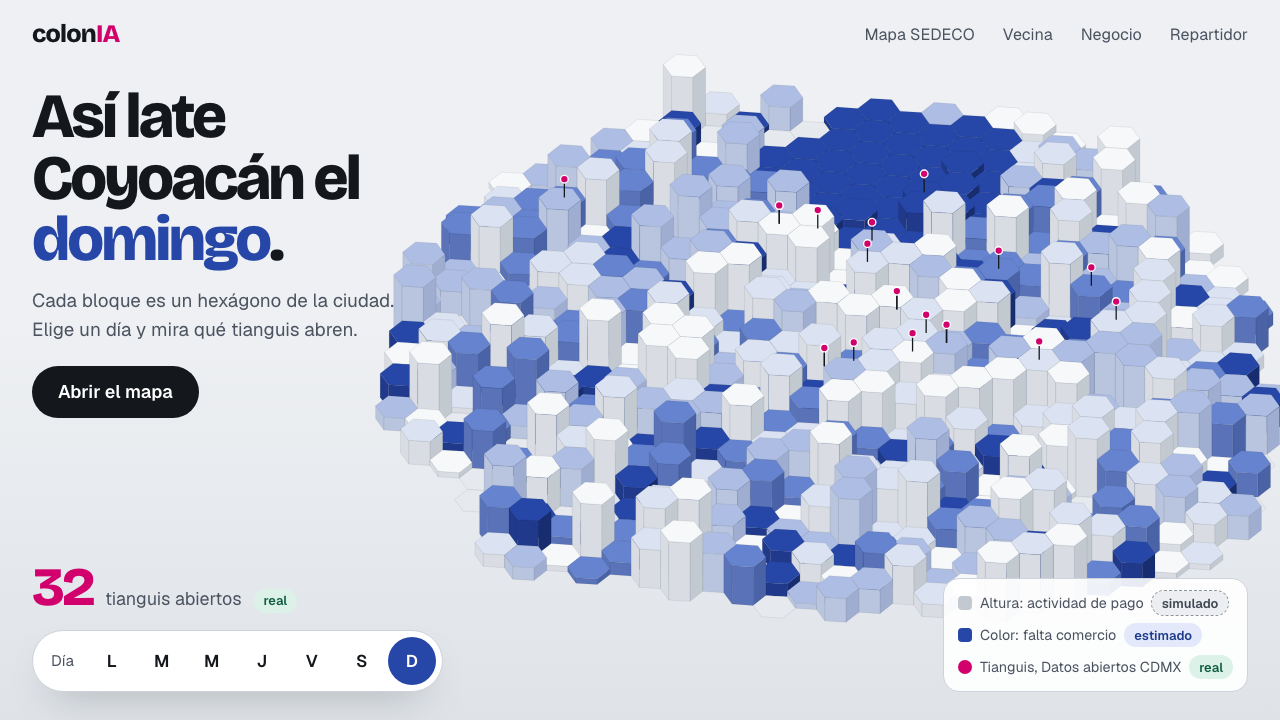 colonIA
Mapa SEDECO
Vecina
Negocio
Repartidor
Así late
Coyoacán el
domingo.
Cada bloque es un hexágono de la ciudad.
Elige un día y mira qué tianguis abren.
Abrir el mapa
32 tianguis abiertos real
Día L M M J V S D
Altura: actividad de pago simulado
Color: falta comercio estimado
Tianguis, Datos abiertos CDMX real